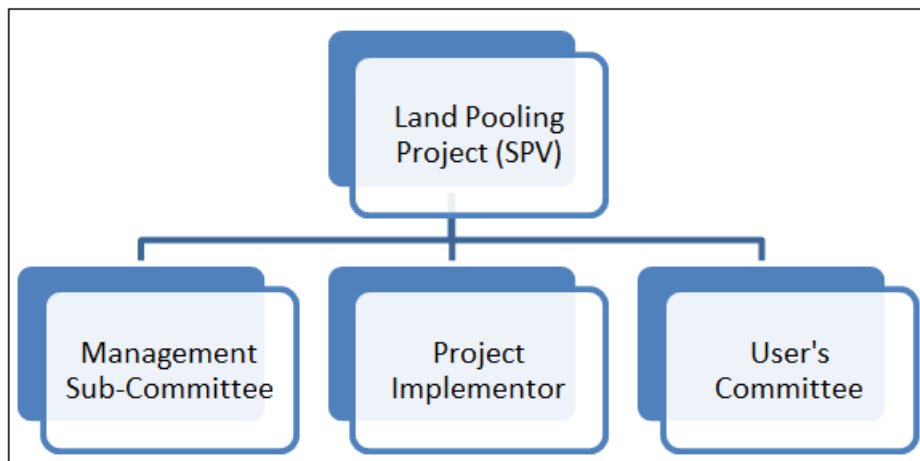 Land Pooling
Project (SPV)
Management
Sub-Committee
Project
Implementor
User's
Committee